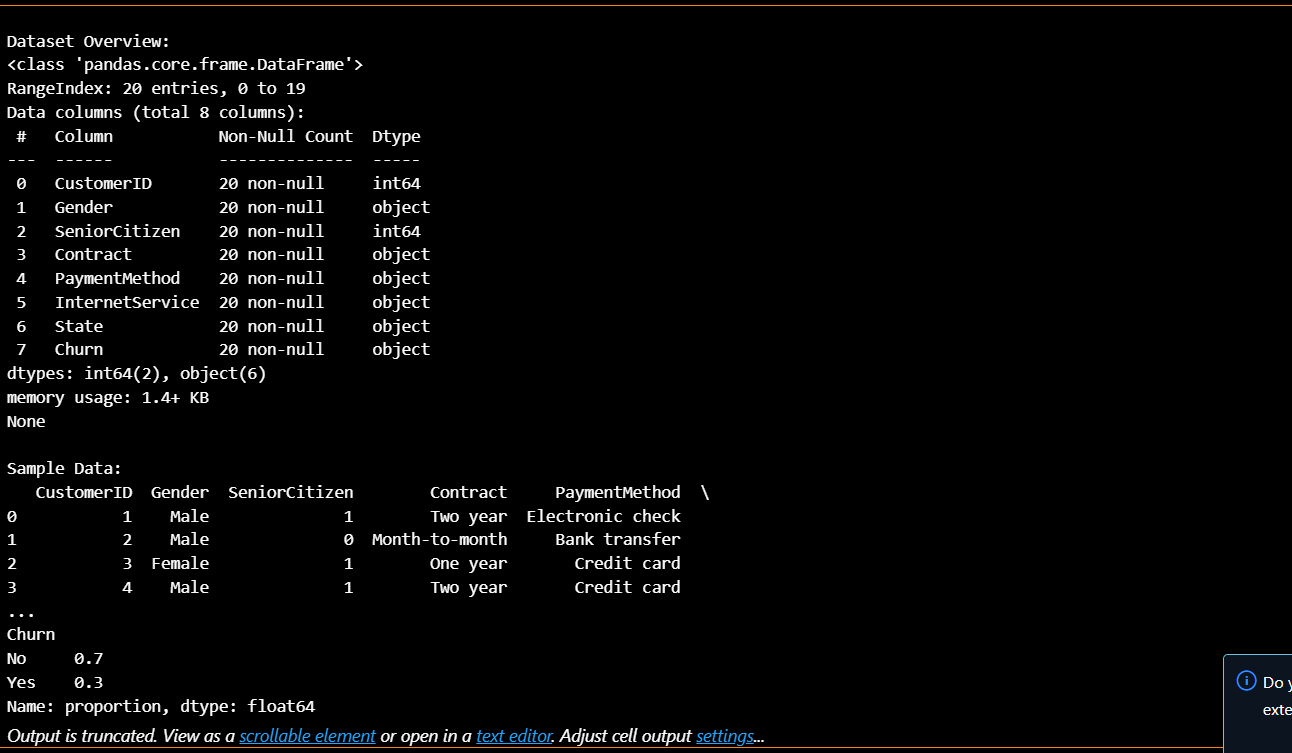 Dataset Overview:
<class 'pandas.core.frame.DataFrame'>
RangeIndex: 20 entries, 0 to 19
Data columns (total 8 columns):
 #   Column           Non-Null Count  Dtype
---  ------           --------------  -----
 0   CustomerID       20 non-null     int64
 1   Gender           20 non-null     object
 2   SeniorCitizen    20 non-null     int64
 3   Contract         20 non-null     object
 4   PaymentMethod    20 non-null     object
 5   InternetService  20 non-null     object
 6   State            20 non-null     object
 7   Churn            20 non-null     object
dtypes: int64(2), object(6)
memory usage: 1.4+ KB
None
Sample Data:
   CustomerID  Gender  SeniorCitizen        Contract     PaymentMethod  \
0           1    Male              1        Two year  Electronic check
1           2    Male              0  Month-to-month     Bank transfer
2           3  Female              1        One year       Credit card
3           4    Male              1        Two year       Credit card
...
Churn
No     0.7
Yes    0.3
Name: proportion, dtype: float64
Output is truncated. View as a scrollable element or open in a text editor. Adjust cell output settings...
Do